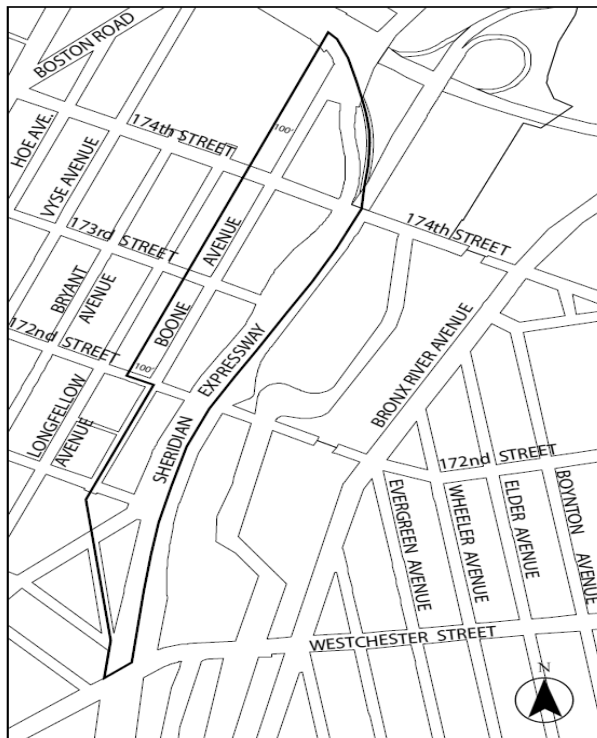 BOSTON ROAD
HOE AVE.
VYSE AVENUE
174th STREET
100'
173rd STREET
AVENUE
BOONE
BRYANT
AVENUE
172nd STREET
100'
LONGFELLOW
AVENUE
SHERIDIAN
EXPRESSWAY
174th STREET
BRONX RIVER AVENUE
172nd STREET
EVERGREEN AVENUE
WHEELER AVENUE
ELDER AVENUE
BOYNTON AVENUE
WESTCHESTER STREET
N